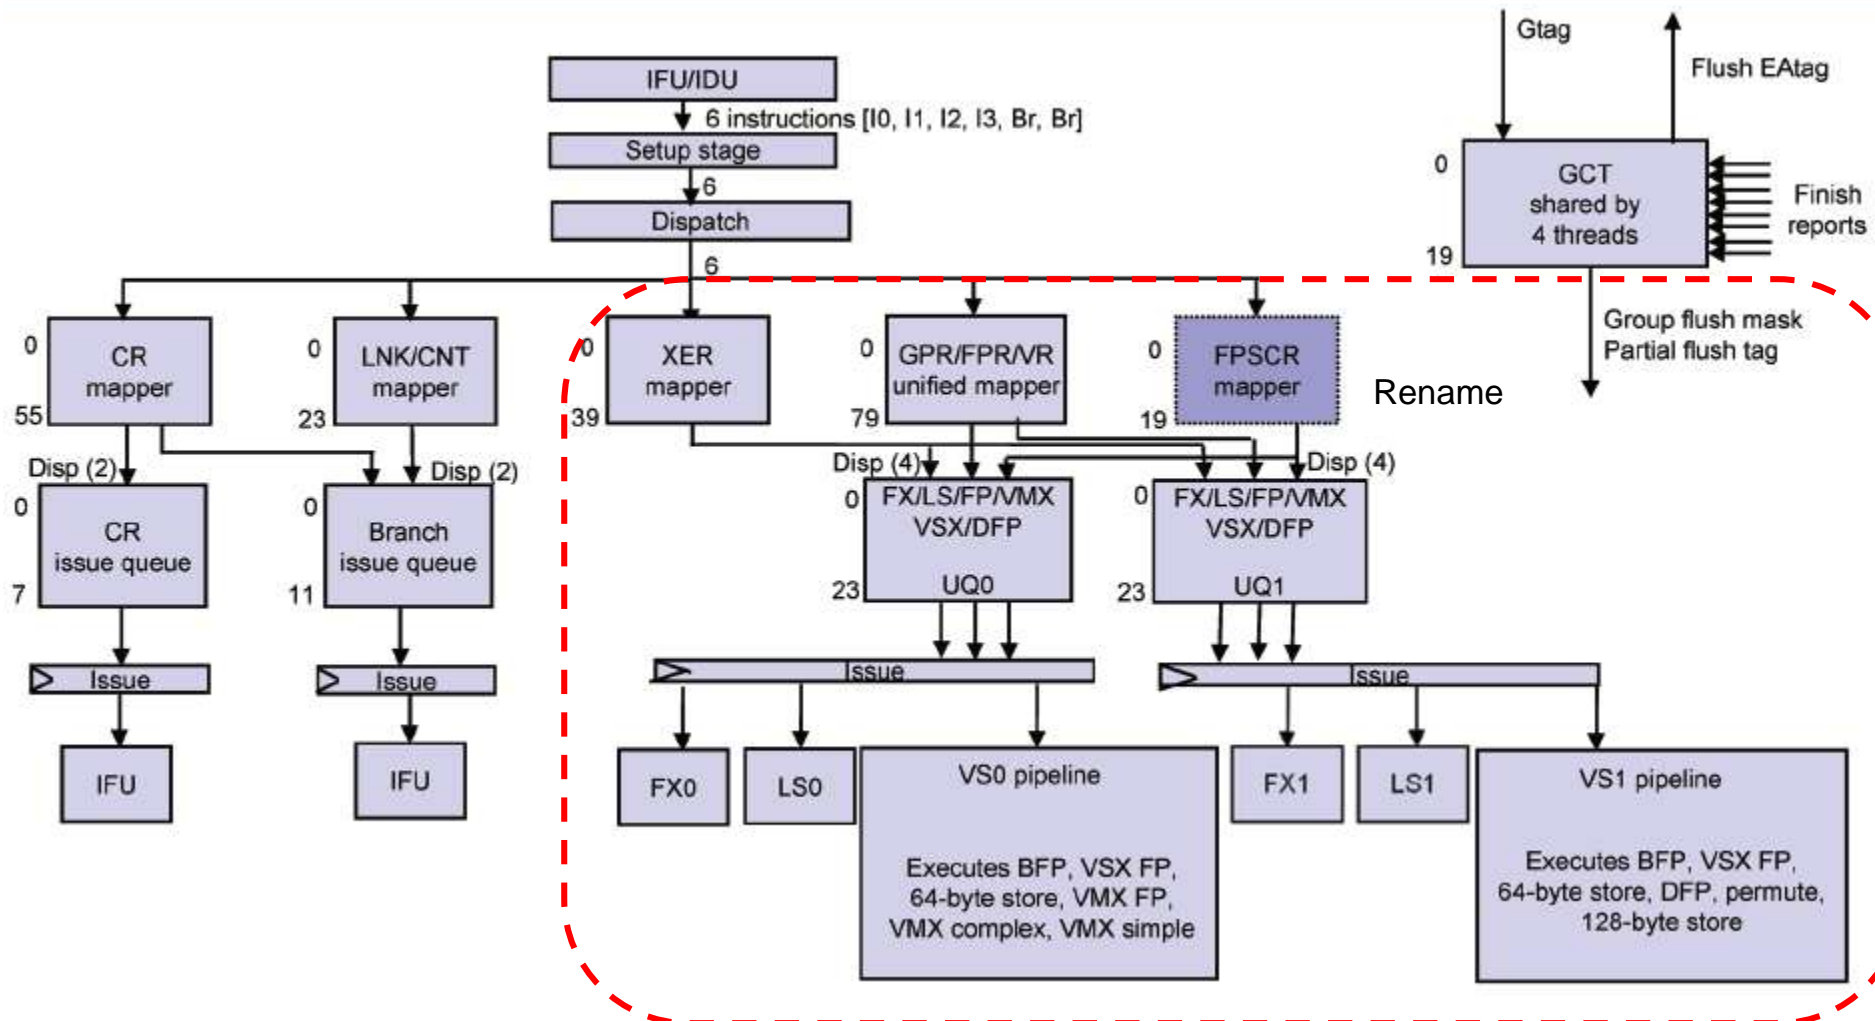 Gtag
Flush EAtag
IFU/IDU
6 instructions [I0, I1, I2, I3, Br, Br]
Setup stage
6
Dispatch
6
0
GCT
shared by
4 threads
19
Finish
reports
Group flush mask
Partial flush tag
0
CR
mapper
55
0
LNK/CNT
mapper
23
0
XER
mapper
39
0
GPR/FPR/VR
unified mapper
79
0
FPSCR
mapper
19
Rename
Disp (2)
Disp (2)
Disp (4)
Disp (4)
0
CR
issue queue
7
0
Branch
issue queue
11
0
FX/LS/FP/VMX
VSX/DFP
UQ0
23
0
FX/LS/FP/VMX
VSX/DFP
UQ1
23
Issue
Issue
Issue
Issue
IFU
IFU
FX0
LS0
VS0 pipeline
Executes BFP, VSX FP,
64-byte store, VMX FP,
VMX complex, VMX simple
FX1
LS1
VS1 pipeline
Executes BFP, VSX FP,
64-byte store, DFP, permute,
128-byte store